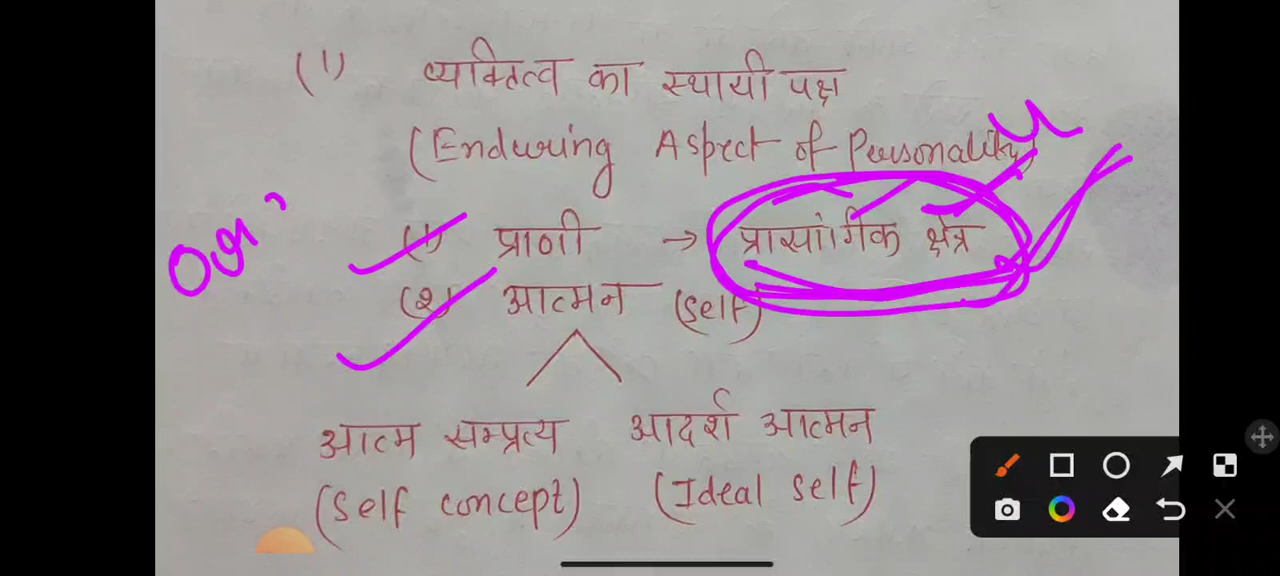 (1) व्यक्तित्व का स्थायी पक्ष
(Enduring Aspect of Personality)
(1) प्राणी → प्रासांगिक क्षेत्र
(2) आत्मन (self)
आत्म सम्प्रत्य आदर्श आत्मन
(self concept) (Ideal self)